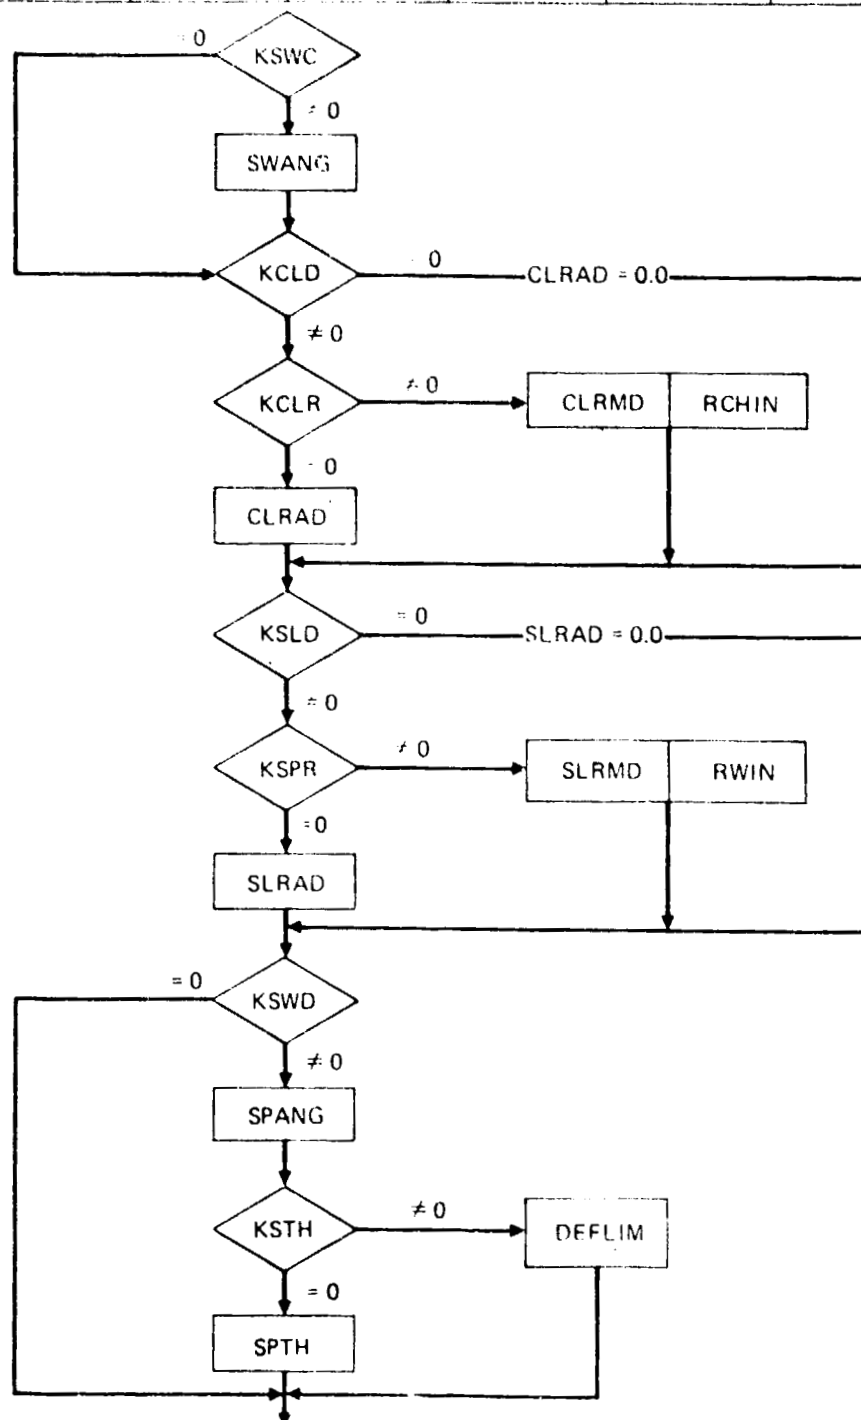 = 0
KSWC
≠ 0
SWANG
KCLD
= 0
CLRAD = 0.0
≠ 0
KCLR
≠ 0
CLRMD
RCHIN
= 0
CLRAD
KSLD
= 0
SLRAD = 0.0
≠ 0
KSPR
≠ 0
SLRMD
RWIN
= 0
SLRAD
= 0
KSWD
≠ 0
SPANG
KSTH
≠ 0
DEFLIM
= 0
SPTH